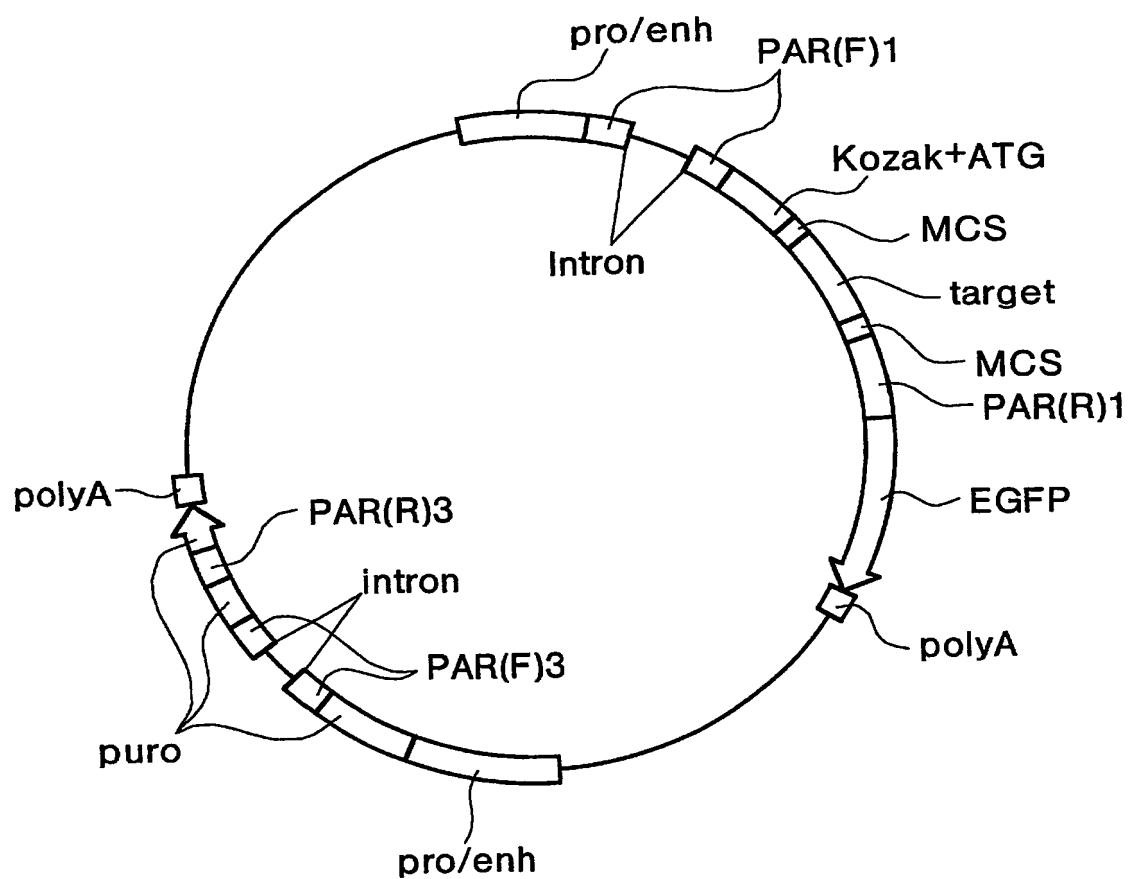 pro/enh
PAR(F)1
Kozak+ATG
MCS
Intron
target
MCS
PAR(R)1
polyA
PAR(R)3
EGFP
intron
polyA
PAR(F)3
puro
pro/enh